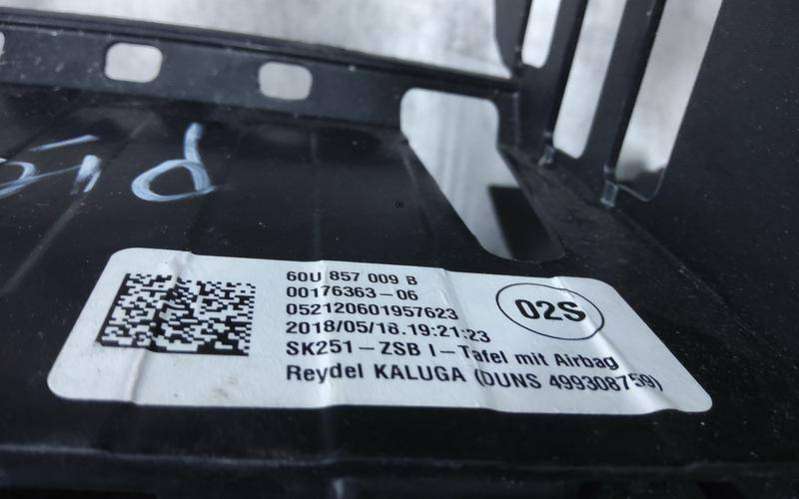 60U 857 009 B
00176363-06
052120601957623
2018/05/18.19:21:23
SK251-ZSB I-Tafel mit Airbag
Reydel KALUGA (DUNS 499308759)
02S